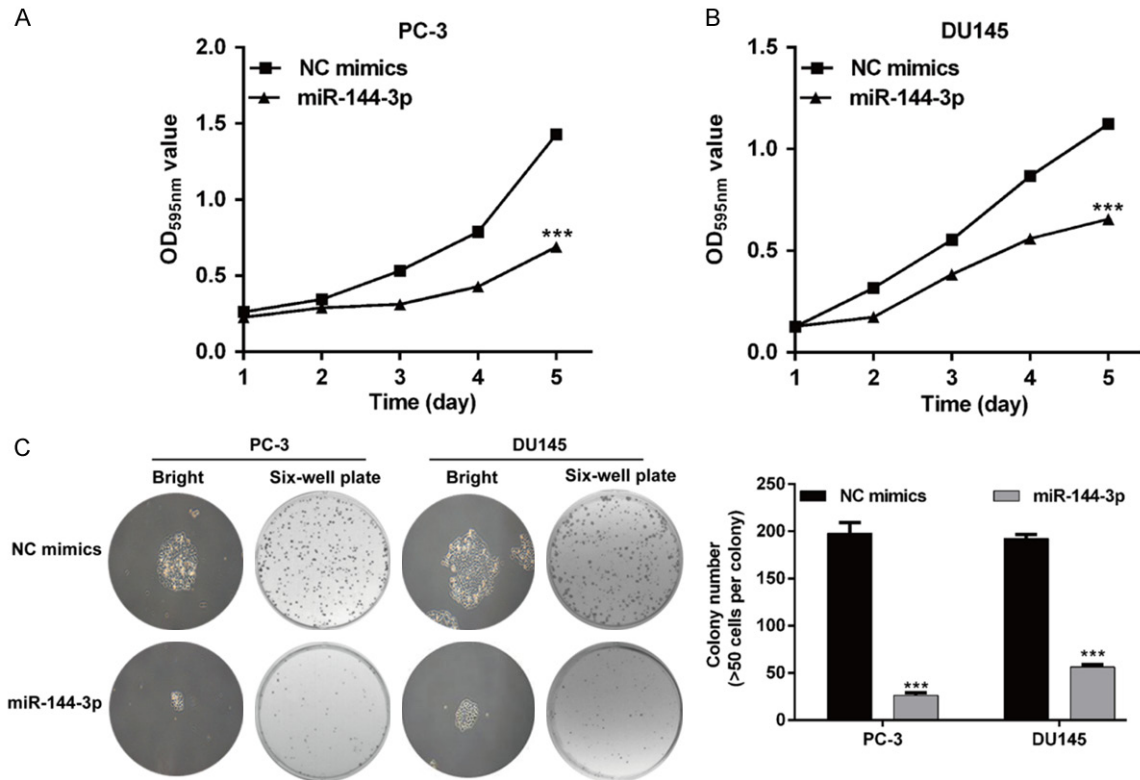 A
PC-3
NC mimics
miR-144-3p
OD595nm value
2.0
1.5
1.0
0.5
0.0
1 2 3 4 5
Time (day)
***
B
DU145
NC mimics
miR-144-3p
OD595nm value
1.5
1.0
0.5
0.0
1 2 3 4 5
Time (day)
***
C
PC-3 DU145
Bright Six-well plate Bright Six-well plate
NC mimics
miR-144-3p
Colony number
(>50 cells per colony)
250
200
150
100
50
0
NC mimics miR-144-3p
*** ***
PC-3 DU145